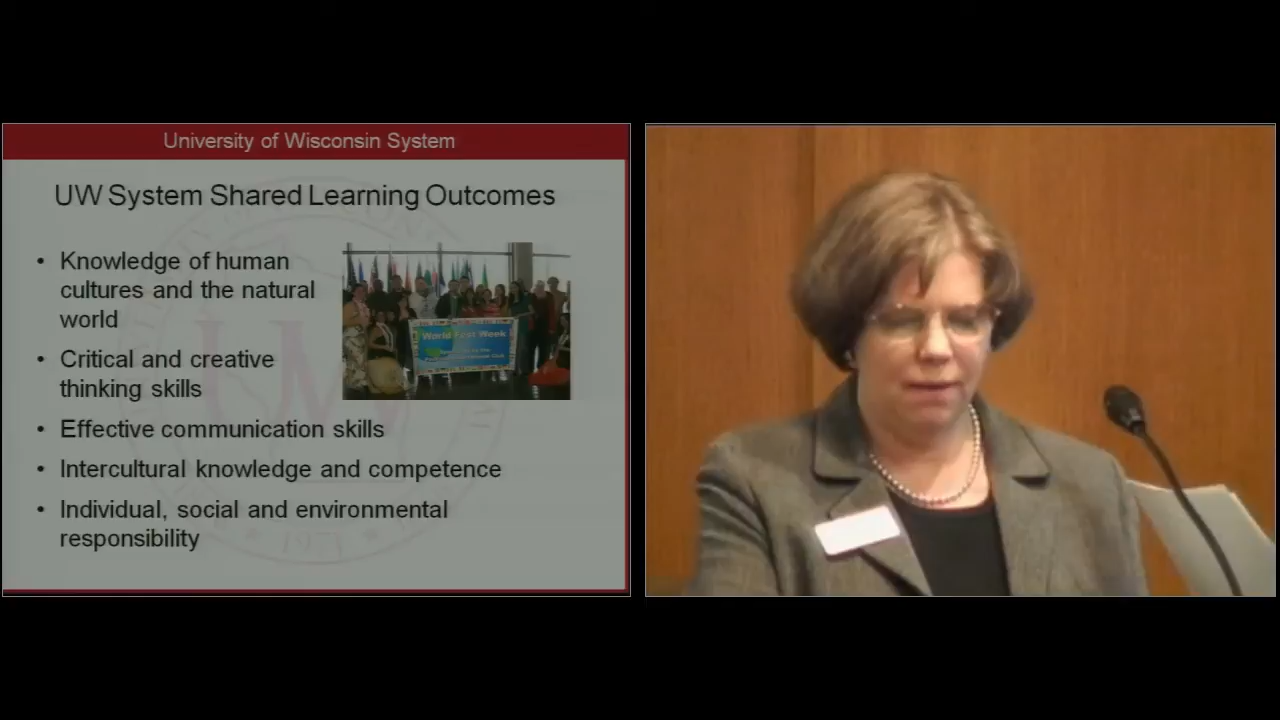 University of Wisconsin System
UW System Shared Learning Outcomes
• Knowledge of human
cultures and the natural
world
• Critical and creative
thinking skills
• Effective communication skills
• Intercultural knowledge and competence
• Individual, social and environmental
responsibility
World Fest Week